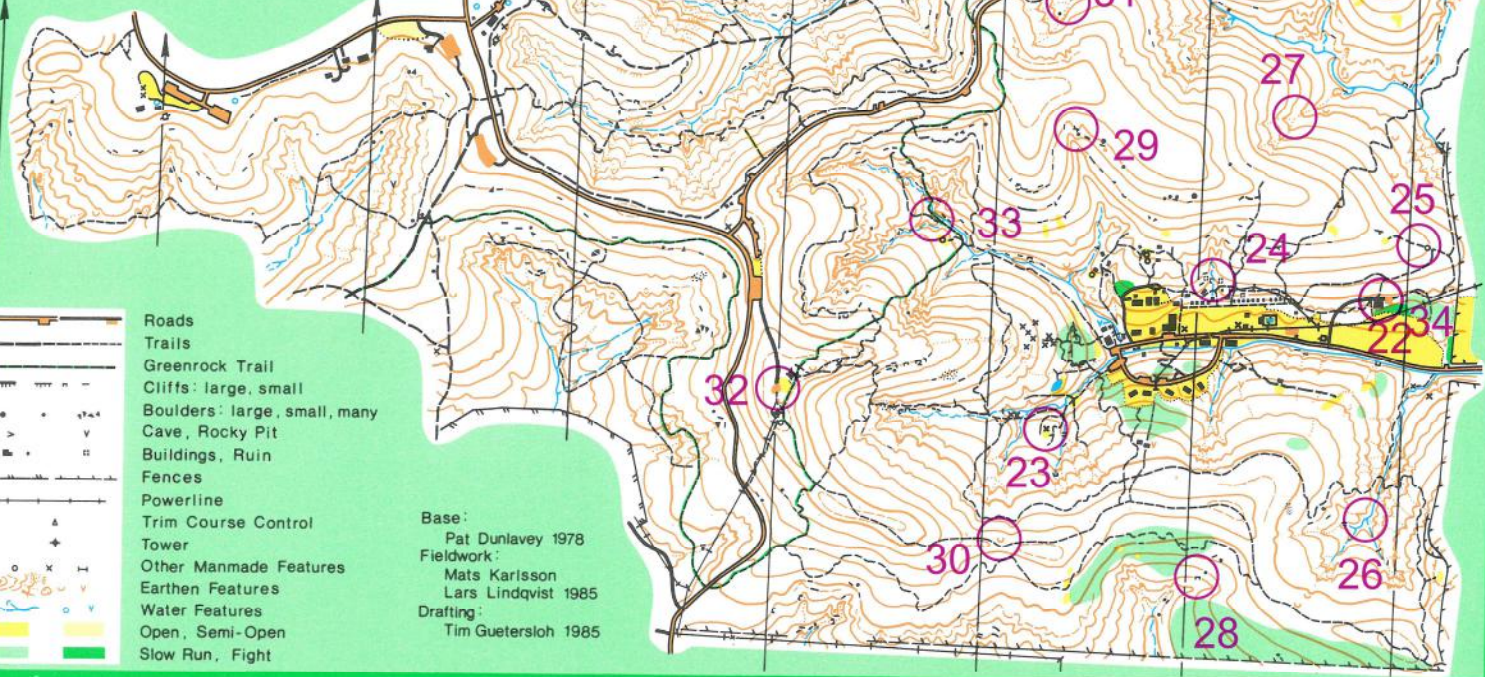 27
29
25
33
24
34
22
32
23
30
26
28
Roads
Trails
Greenrock Trail
Cliffs: large, small
Boulders: large, small, many
Cave, Rocky Pit
Buildings, Ruin
Fences
Powerline
Trim Course Control
Tower
Other Manmade Features
Earthen Features
Water Features
Open, Semi-Open
Slow Run, Fight
Base:
Pat Dunlavey 1978
Fieldwork:
Mats Karlsson
Lars Lindqvist 1985
Drafting:
Tim Guetersloh 1985